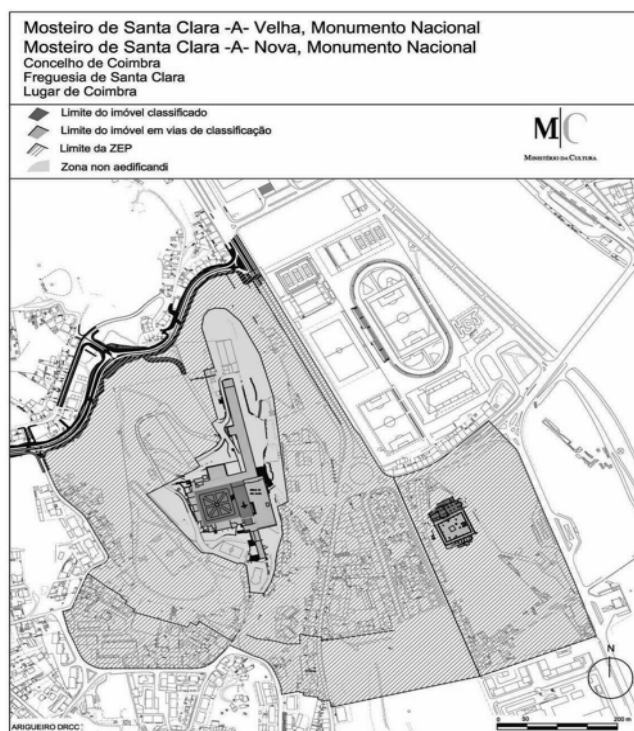 Mosteiro de Santa Clara -A- Velha, Monumento Nacional
Mosteiro de Santa Clara -A- Nova, Monumento Nacional
Concelho de Coimbra
Freguesia de Santa Clara
Lugar de Coimbra
Limite do imóvel classificado
Limite do imóvel em vias de classificação
Limite da ZEP
Zona non aedificandi
M C
MINISTÉRIO DA CULTURA
N
ARIGUEIRO DRCC
0 50 200 m